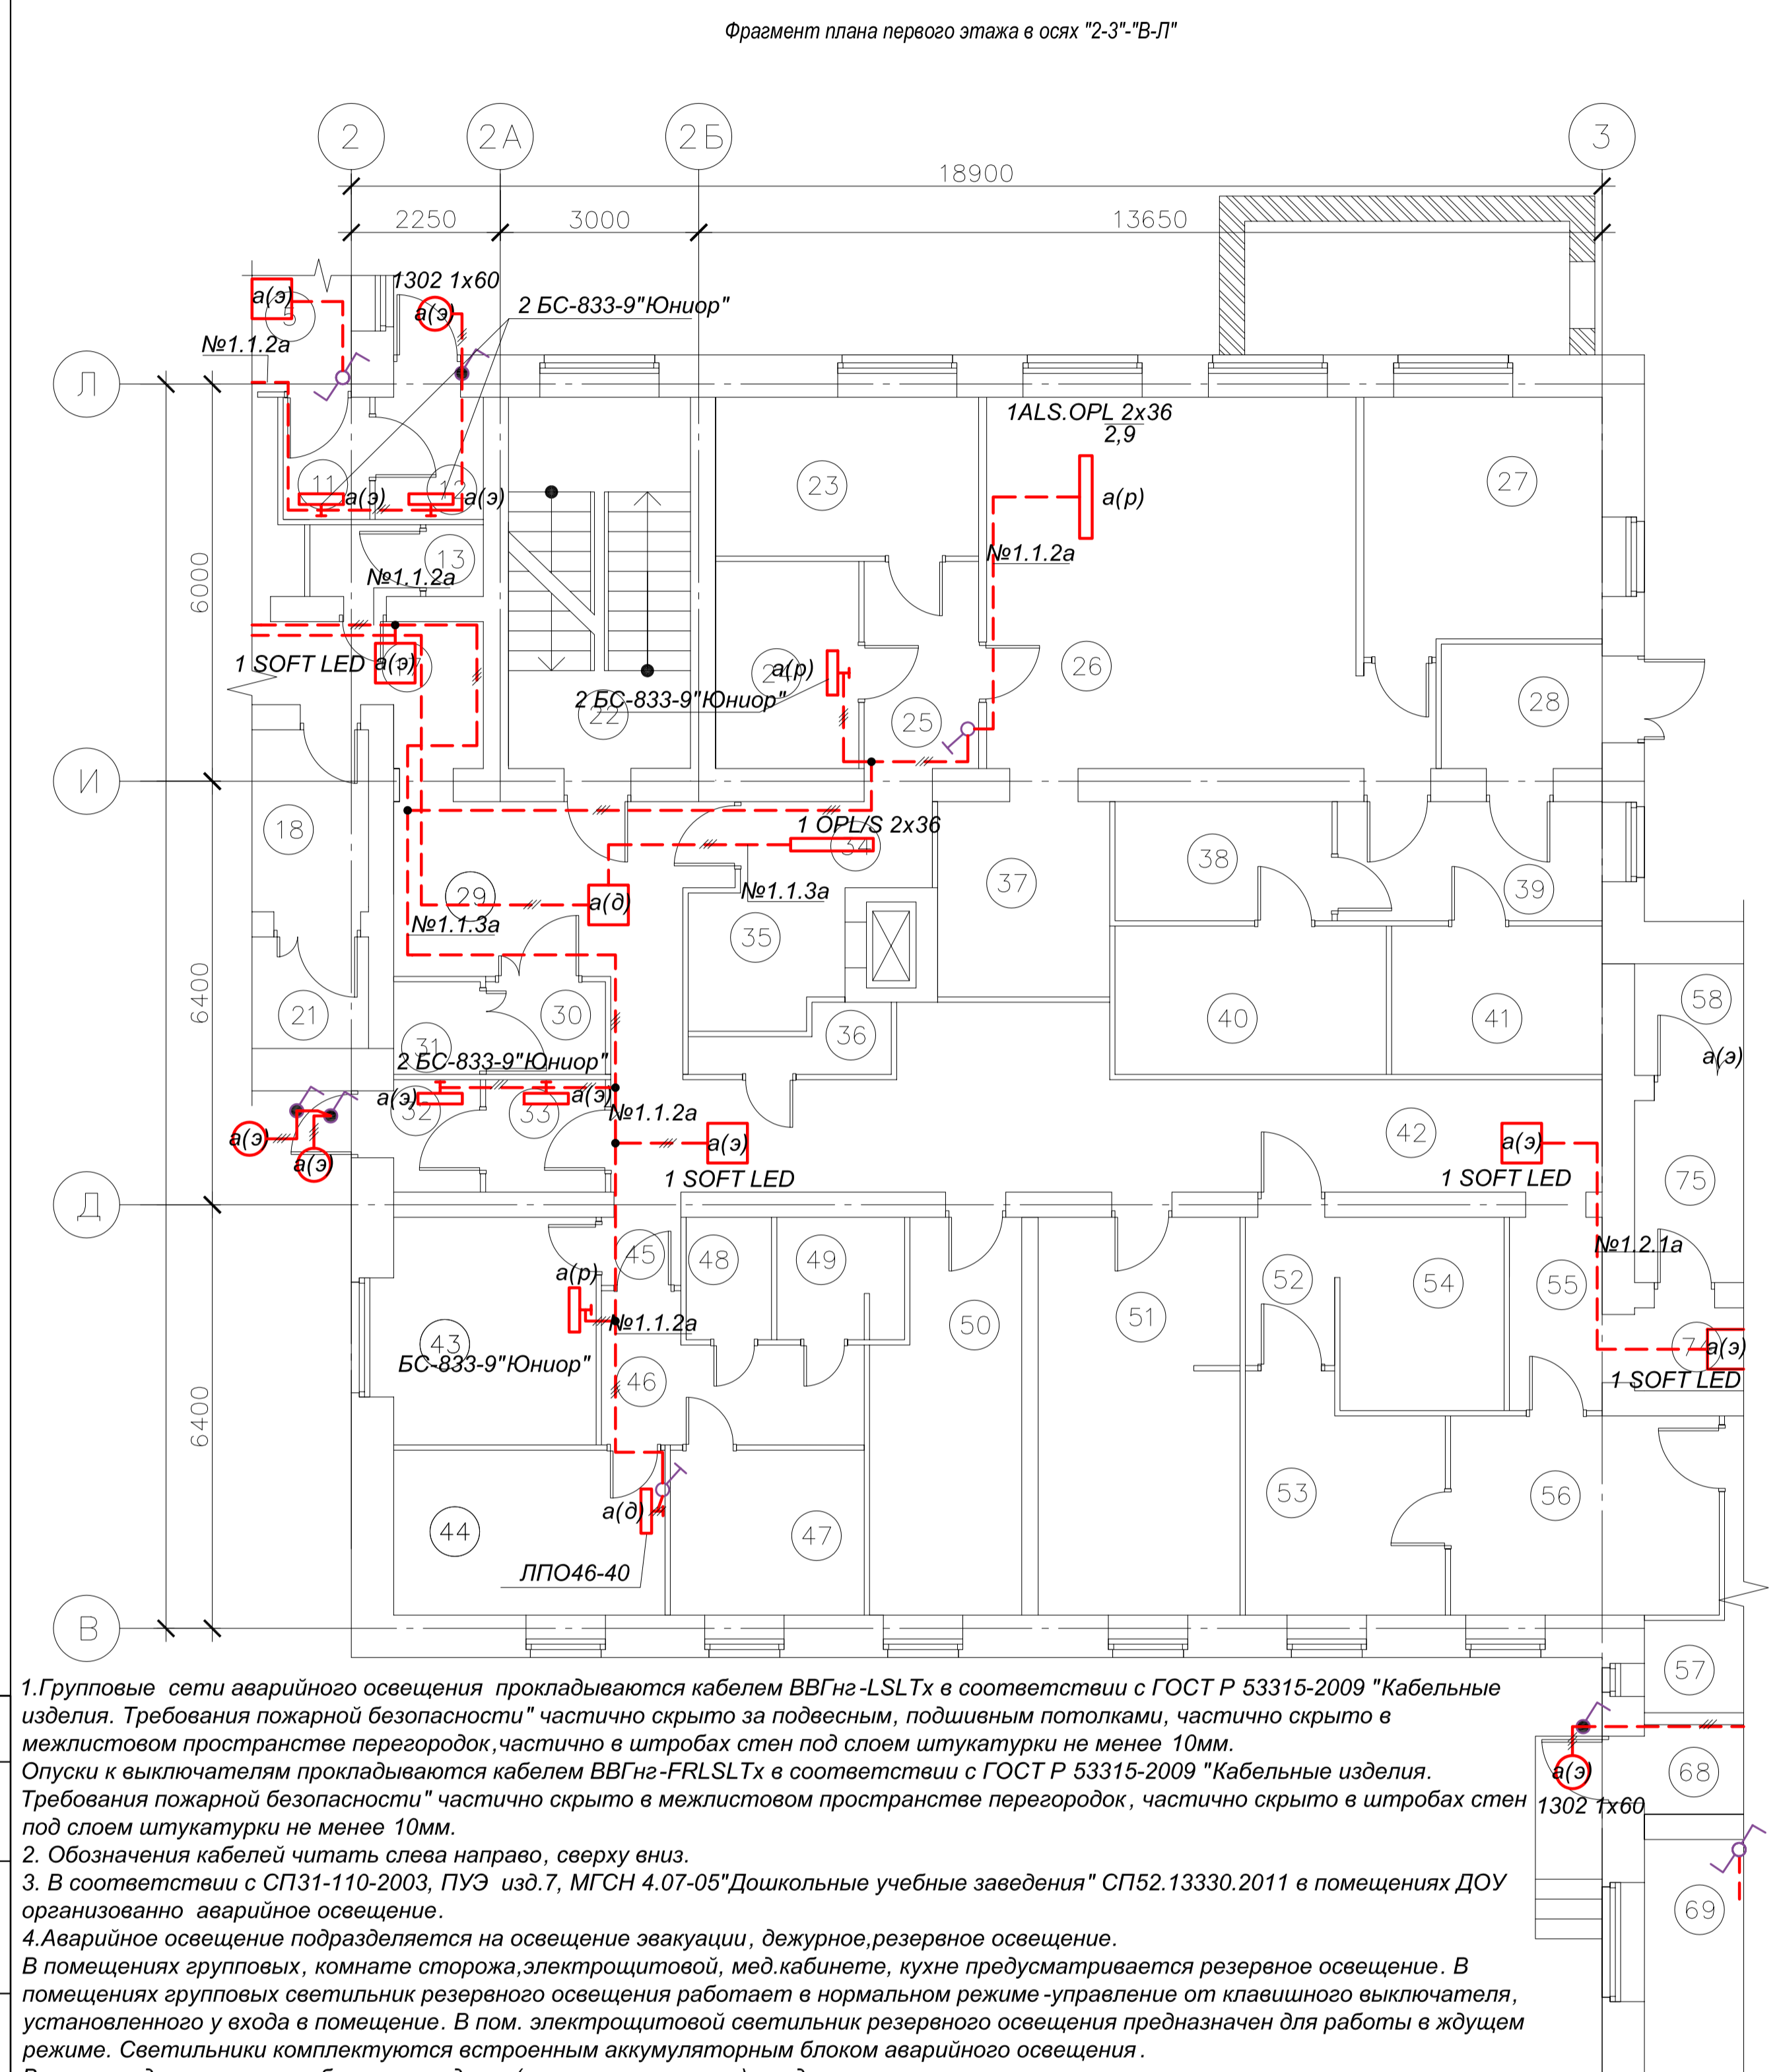 Фрагмент плана первого этажа в осях "2-3"-"В-Л"
2
2А
2Б
3
18900
2250
3000
13650
1302 1х60
а(э)
5
а(э)
2 БС-833-9"Юниор"
№1.1.2а
Л
1ALS.OPL 2х36
2,9
11
а(э)
12
а(э)
23
а(р)
27
13
№1.1.2а
№1.1.2а
6000
1 SOFT LED
а(э)
17
24
а(р)
26
2 БС-833-9"Юниор"
22
25
28
И
18
1 OPL/S 2х36
34
38
37
39
29
а(д)
№1.1.3а
№1.1.3а
35
6400
21
30
31
36
40
41
58
2 БС-833-9"Юниор"
а(э)
а(э)
32
33
а(э)
№1.1.2а
а(э)
а(э)
а(э)
42
а(э)
1 SOFT LED
1 SOFT LED
75
Д
45
48
49
№1.2.1а
а(р)
52
54
55
43
№1.1.2а
50
51
74
а(э)
БС-833-9"Юниор"
46
1 SOFT LED
6400
44
а(д)
47
53
56
ЛПО46-40
В
1.Групповые сети аварийного освещения прокладываются кабелем ВВГнг-LSLTx в соответствии с ГОСТ Р 53315-2009 "Кабельные
изделия. Требования пожарной безопасности" частично скрыто за подвесным, подшивным потолками, частично скрыто в
межлистовом пространстве перегородок,частично в штробах стен под слоем штукатурки не менее 10мм.
Опуски к выключателям прокладываются кабелем ВВГнг-FRLSLTx в соответствии с ГОСТ Р 53315-2009 "Кабельные изделия.
Требования пожарной безопасности" частично скрыто в межлистовом пространстве перегородок, частично скрыто в штробах стен
под слоем штукатурки не менее 10мм.
2. Обозначения кабелей читать слева направо, сверху вниз.
3. В соответствии с СП31-110-2003, ПУЭ изд.7, МГСН 4.07-05"Дошкольные учебные заведения" СП52.13330.2011 в помещениях ДОУ
организованно аварийное освещение.
4.Аварийное освещение подразделяется на освещение эвакуации, дежурное,резервное освещение.
В помещениях групповых, комнате сторожа,электрощитовой, мед.кабинете, кухне предусматривается резервное освещение. В
помещениях групповых светильник резервного освещения работает в нормальном режиме-управление от клавишного выключателя,
установленного у входа в помещение. В пом. электрощитовой светильник резервного освещения предназначен для работы в ждущем
режиме. Светильники комплектуются встроенным аккумуляторным блоком аварийного освещения.
57
68
а(э)
1302 1х60
69